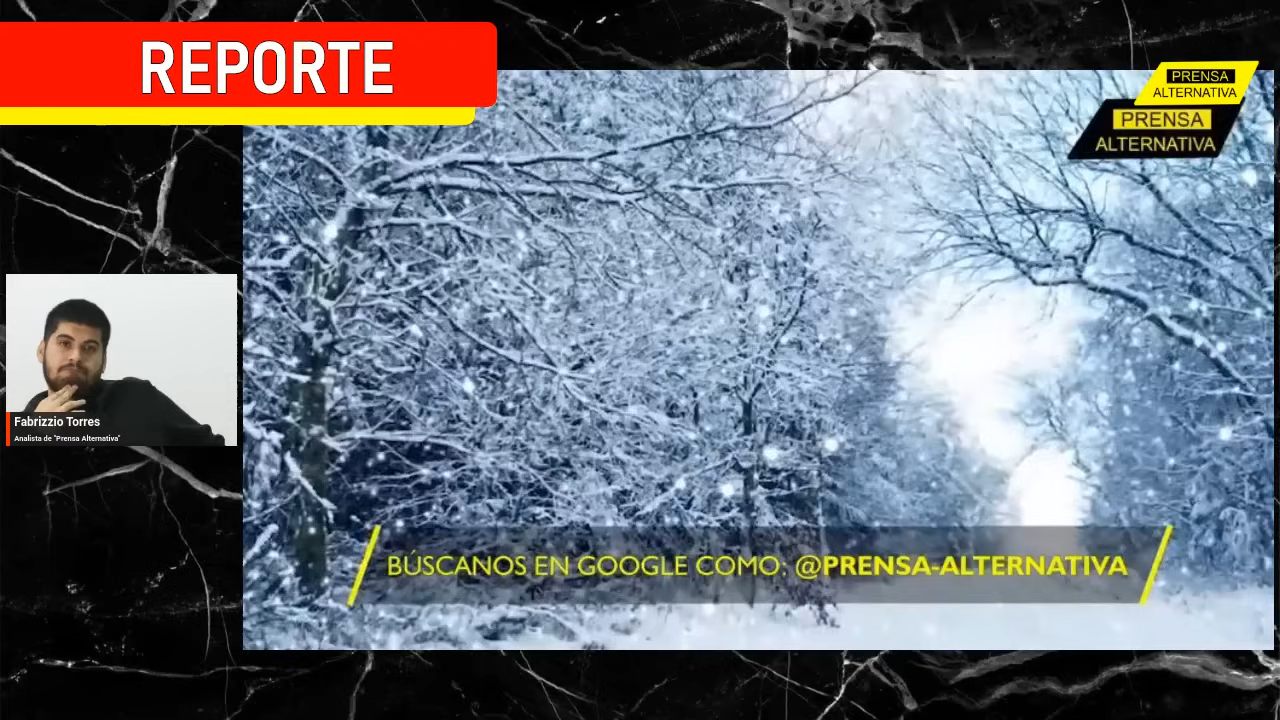 REPORTE
PRENSA
ALTERNATIVA
PRENSA
ALTERNATIVA
Fabrizzio Torres
Analista de "Prensa Alternativa"
BÚSCANOS EN GOOGLE COMO: @PRENSA-ALTERNATIVA